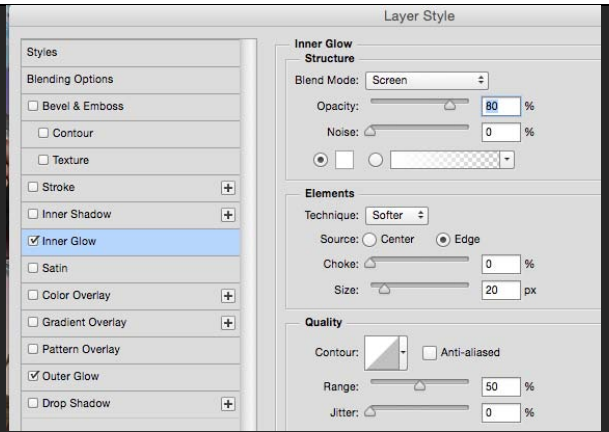 Layer Style
Styles
Blending Options
Bevel & Emboss
Contour
Texture
Stroke
Inner Shadow
Inner Glow
Satin
Color Overlay
Gradient Overlay
Pattern Overlay
Outer Glow
Drop Shadow
Inner Glow
Structure
Blend Mode: Screen
Opacity: 80 %
Noise: 0 %
Elements
Technique: Softer
Source: Center Edge
Choke: 0 %
Size: 20 px
Quality
Contour: Anti-aliased
Range: 50 %
Jitter: 0 %